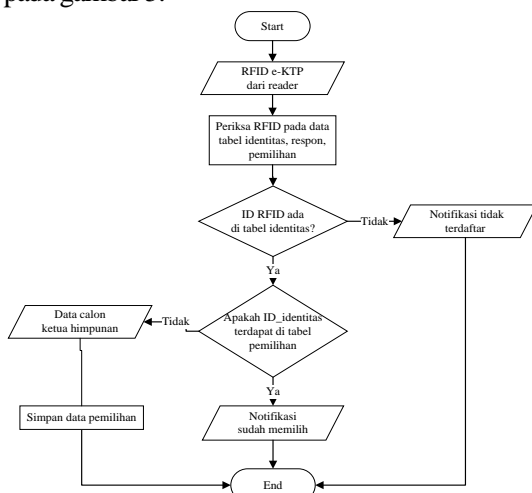 pada gambar 3.
Start
RFID e-KTP
dari reader
Periksa RFID pada data
tabel identitas, respon,
pemilihan
ID RFID ada
di tabel identitas?
Tidak
Notifikasi tidak
terdaftar
Ya
Apakah ID_identitas
terdapat di tabel
pemilihan
Tidak
Data calon
ketua himpunan
Simpan data pemilihan
Ya
Notifikasi
sudah memilih
End